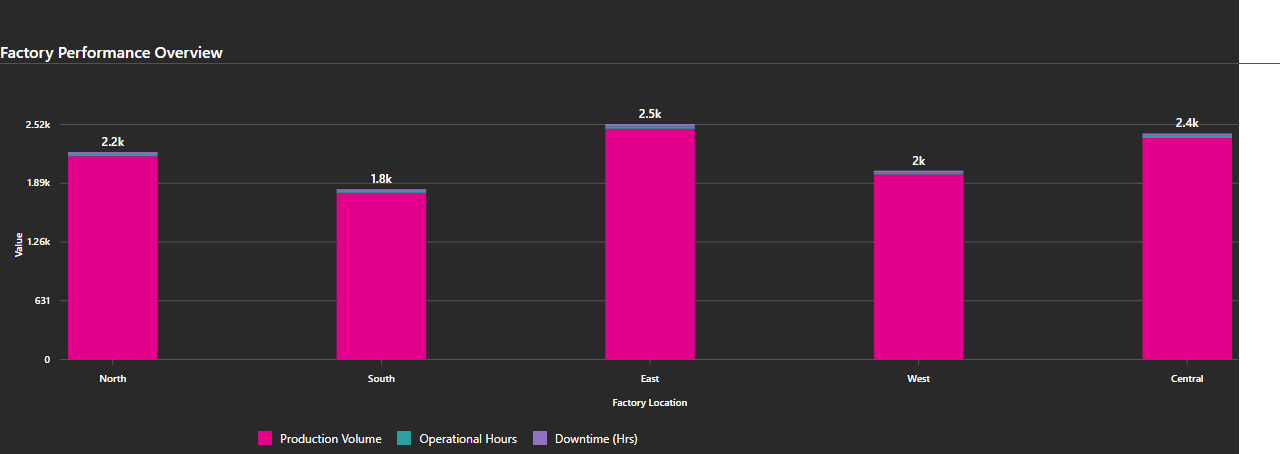 Factory Performance Overview
2.5k
2.52k
2.4k
2.2k
2k
1.89k
1.8k
Value
1.26k
631
0
North South East West Central
Factory Location
Production Volume Operational Hours Downtime (Hrs)